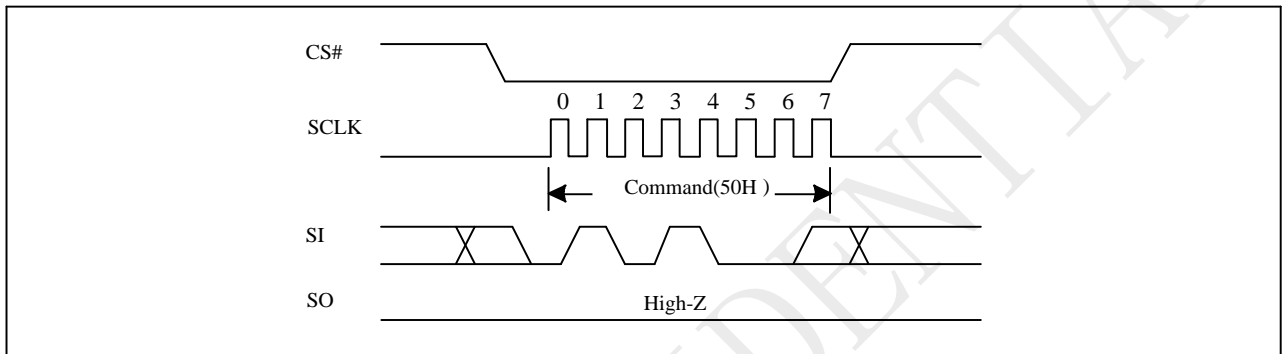 CS#
0 1 2 3 4 5 6 7
SCLK
Command(50H )
SI
SO
High-Z